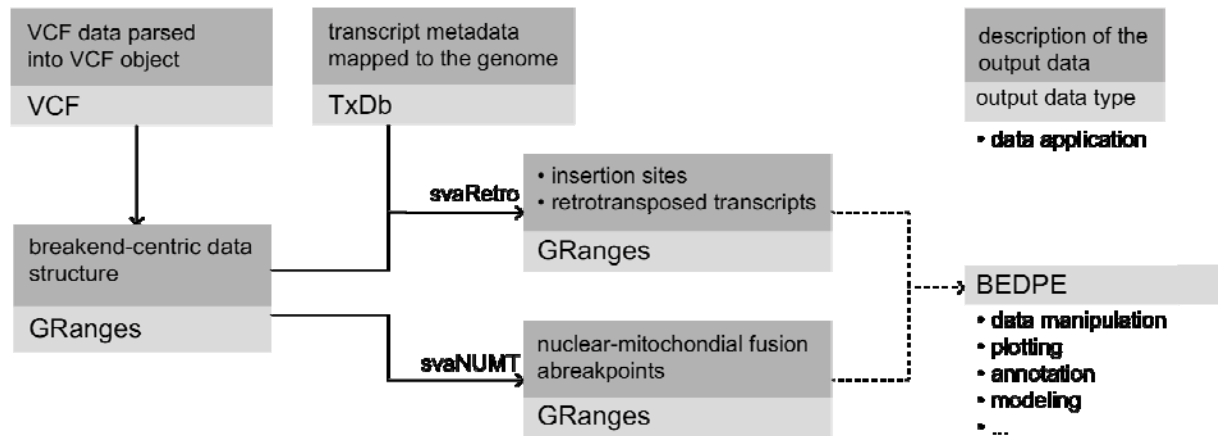 VCF data parsed
into VCF object
VCF
transcript metadata
mapped to the genome
TxDb
description of the
output data
output data type
• data application
svaRetro
• insertion sites
• retrotransposed transcripts
GRanges
breakend-centric data
structure
GRanges
svaNUMT
nuclear-mitochondial fusion
abreakpoints
GRanges
BEDPE
• data manipulation
• plotting
• annotation
• modeling
• ...